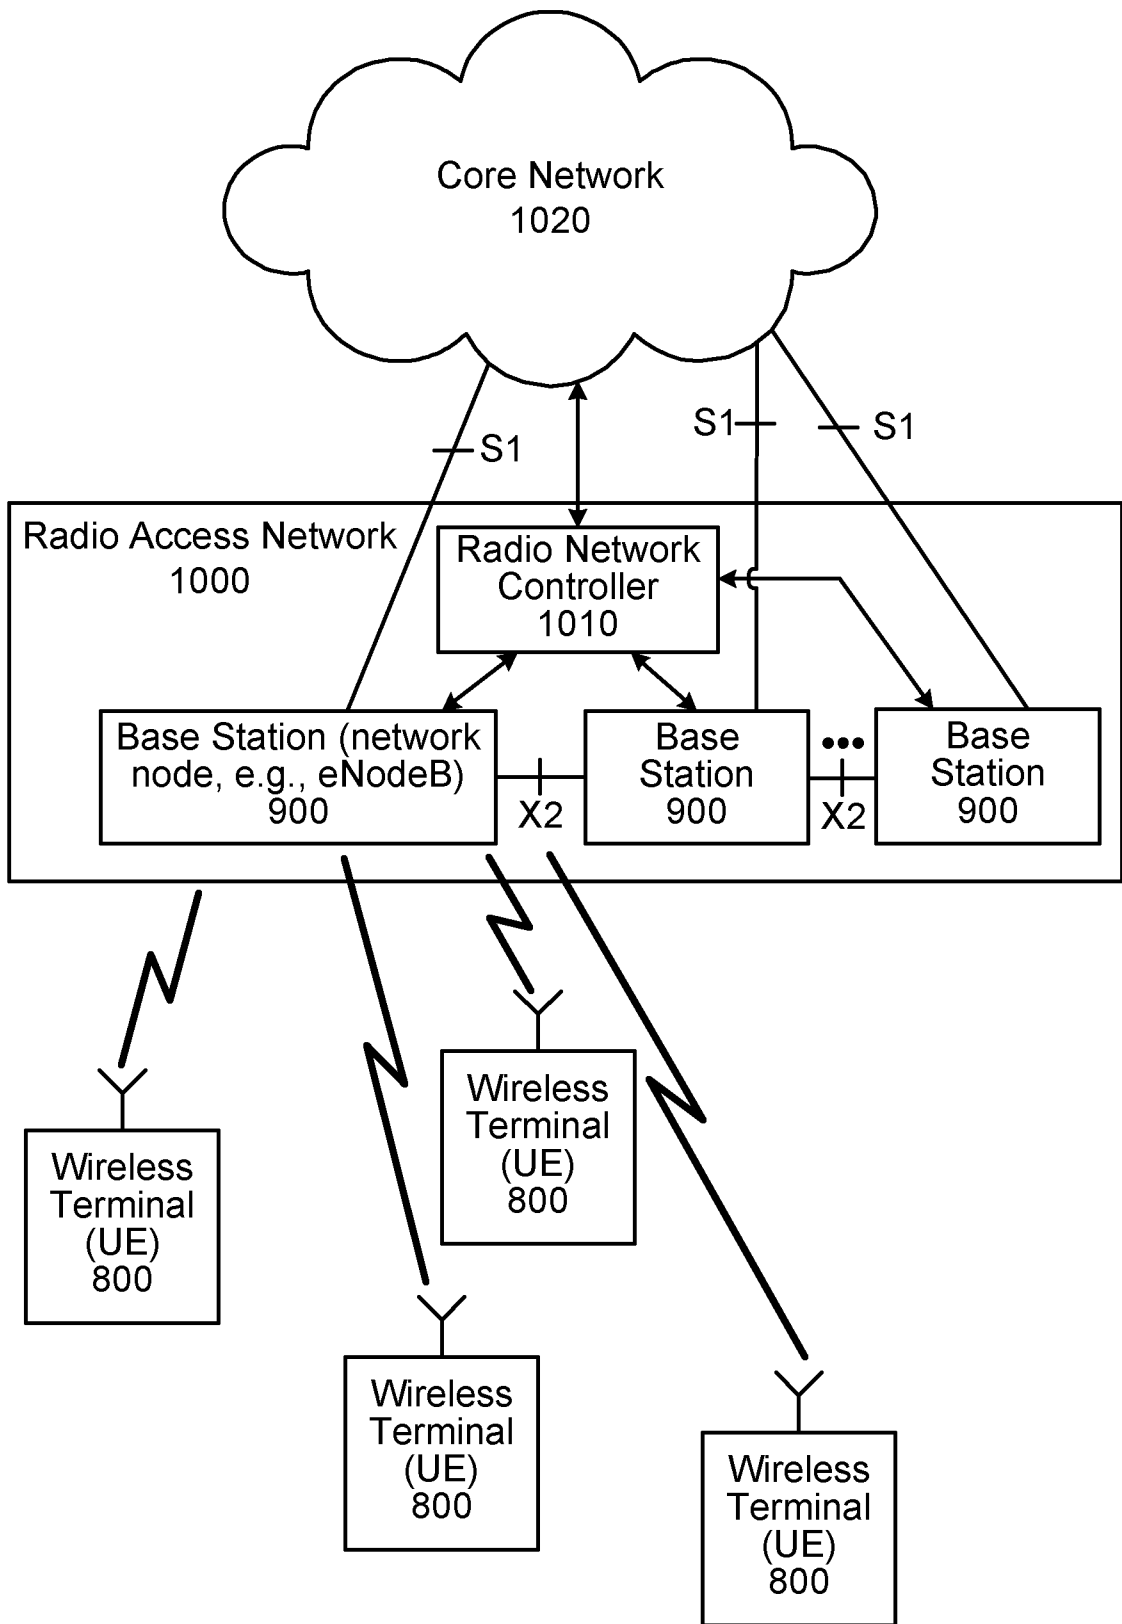 Core Network
1020
S1
S1
S1
Radio Access Network
1000
Radio Network
Controller
1010
Base Station (network
node, e.g., eNodeB)
900
X2
Base
Station
900
X2
Base
Station
900
Wireless
Terminal
(UE)
800
Wireless
Terminal
(UE)
800
Wireless
Terminal
(UE)
800
Wireless
Terminal
(UE)
800